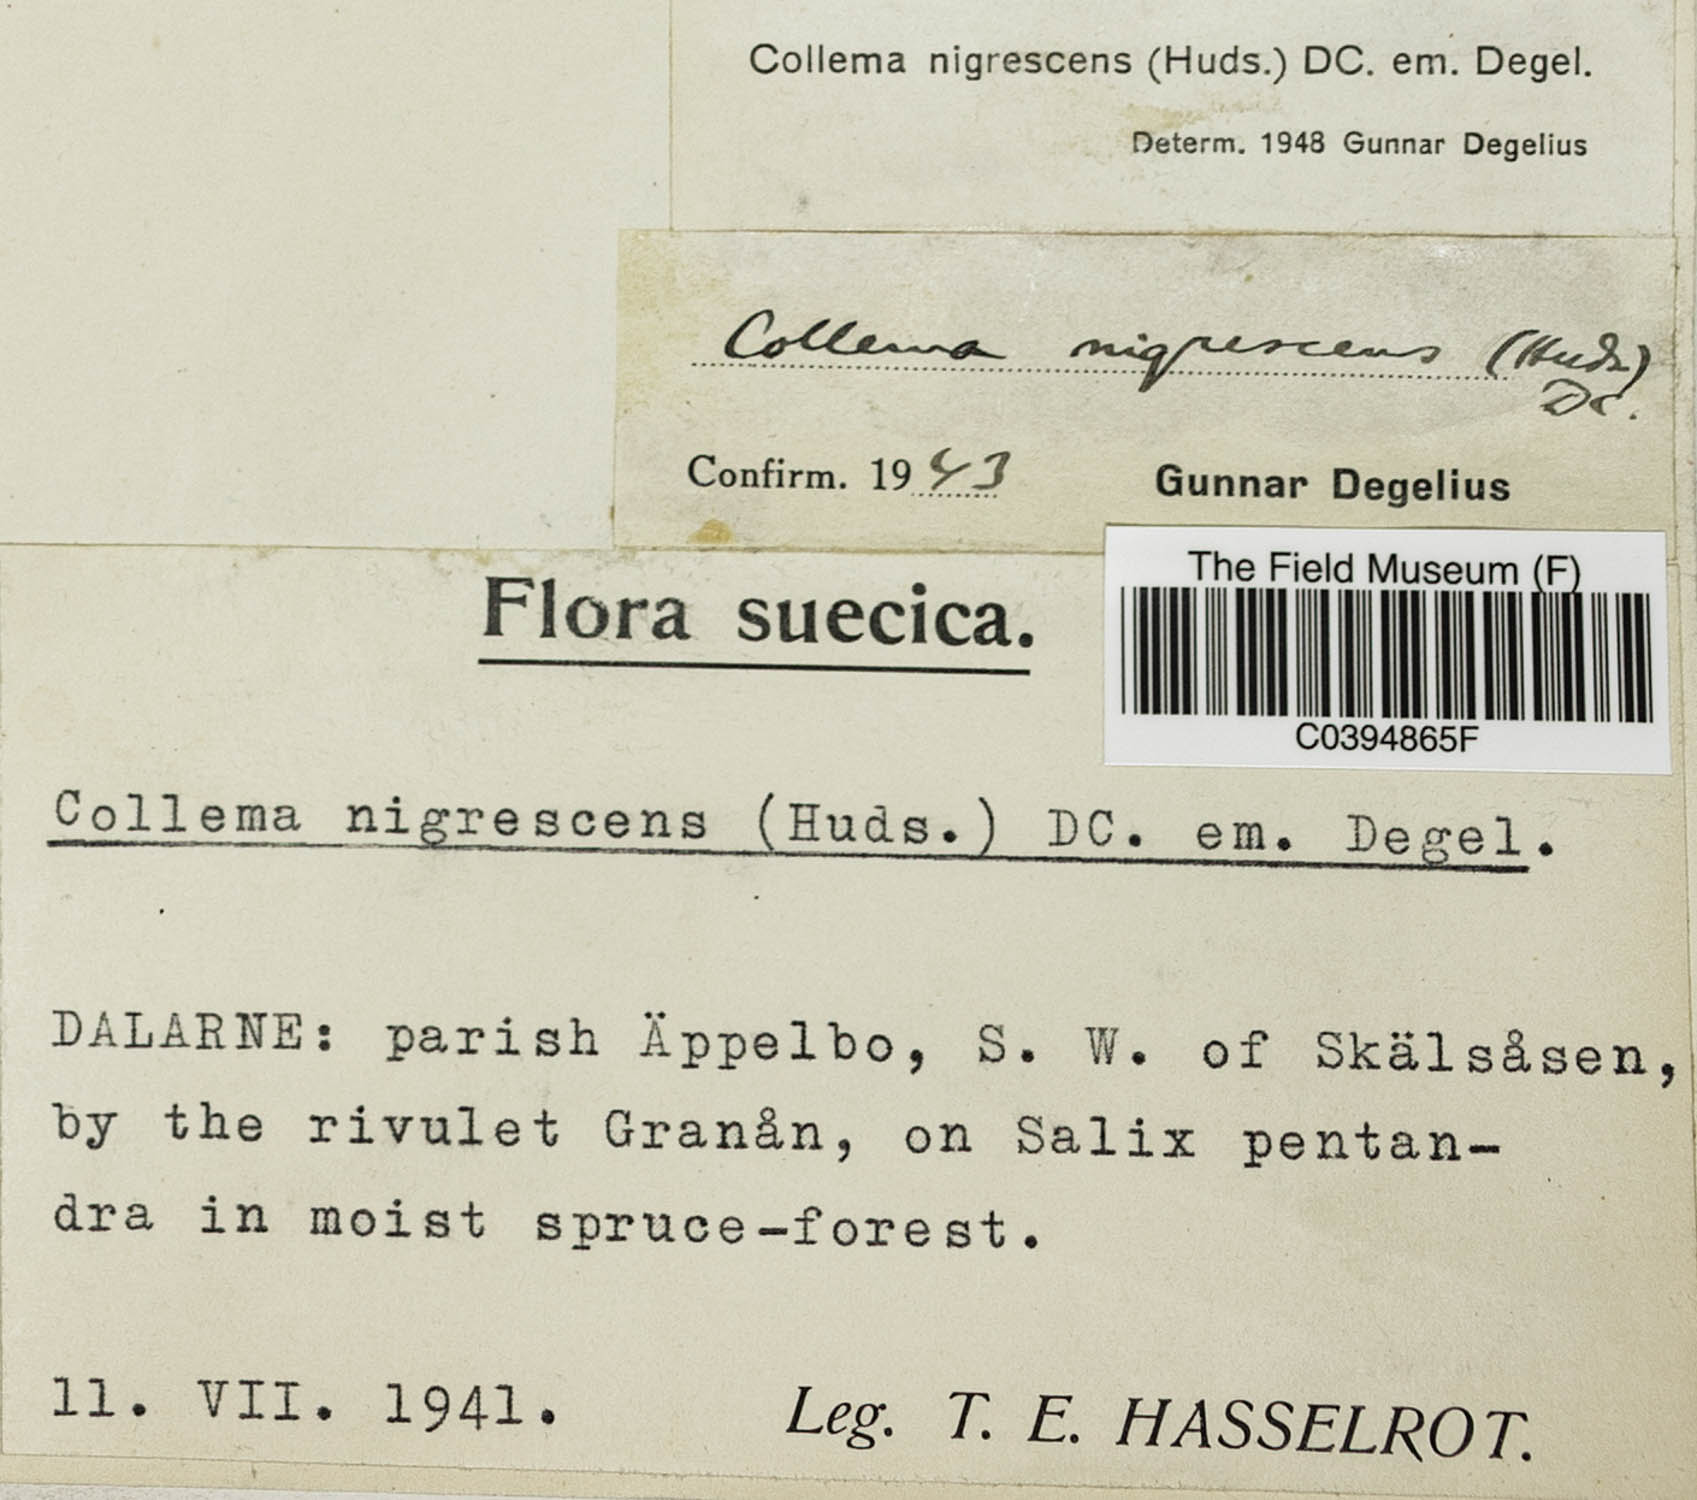 Collema nigrescens (Huds.) DC. em. Degel.
Determ. 1948 Gunnar Degelius
Collema nigrescens (Huds.)
DC.
Confirm. 1943 Gunnar Degelius
The Field Museum (F)
C0394865F
Flora suecica.
Collema nigrescens (Huds.) DC. em. Degel.
DALARNE: parish Äppelbo, S. W. of Skälsåsen,
by the rivulet Granån, on Salix pentan-
dra in moist spruce-forest.
11. VII. 1941. Leg. T. E. HASSELROT.